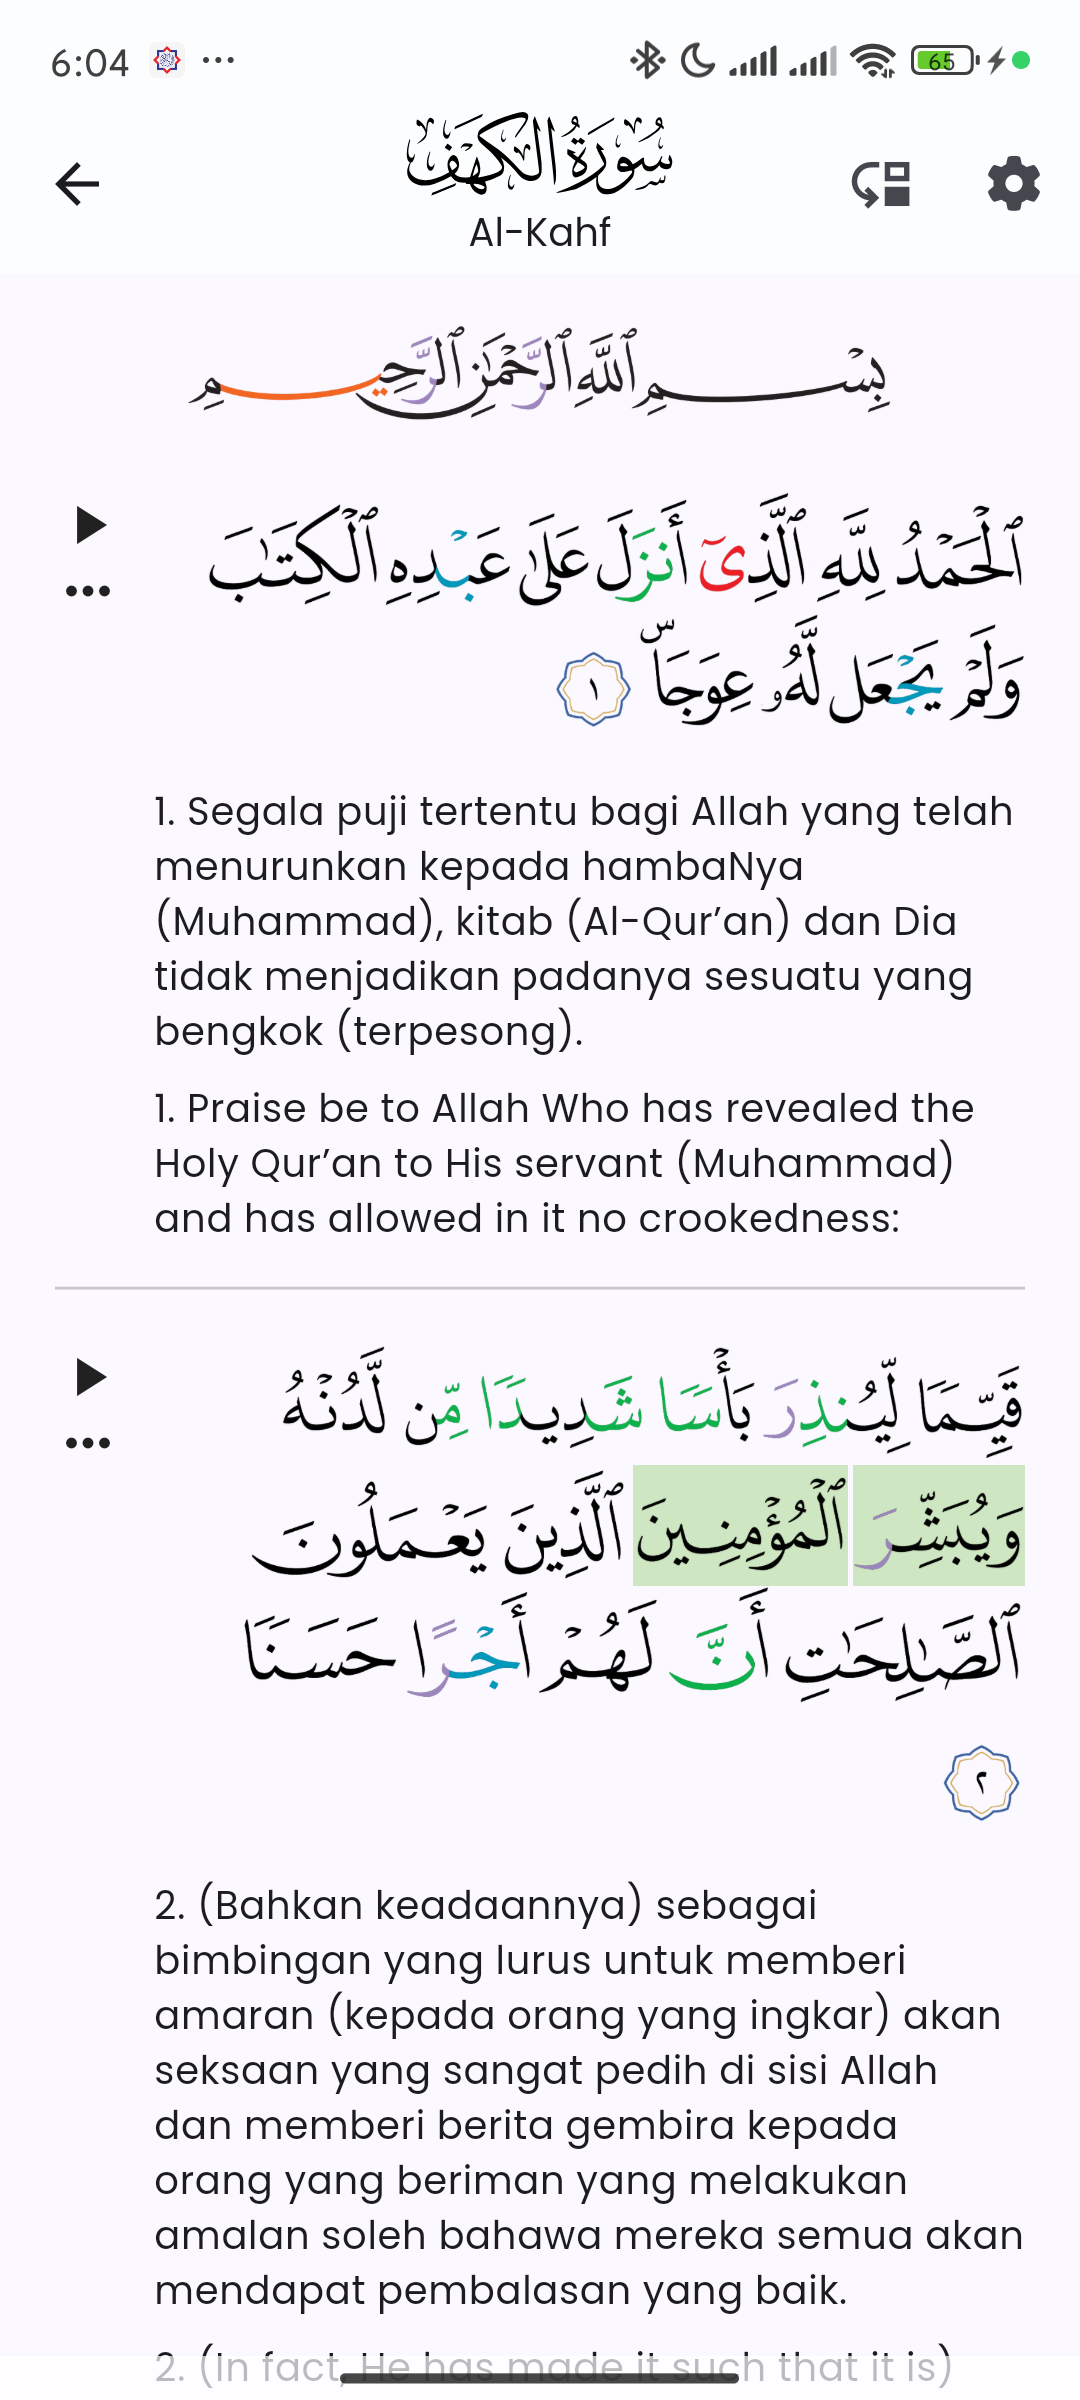 6:04
65
سُورَةُ الْكَهْفِ
Al-Kahf
بِسْمِ ٱللَّهِ ٱلرَّحْمَٰنِ ٱلرَّحِيمِ
ٱلْحَمْدُ لِلَّهِ ٱلَّذِىٓ أَنزَلَ عَلَىٰ عَبْدِهِ ٱلْكِتَٰبَ
وَلَمْ يَجْعَل لَّهُۥ عِوَجَاۜ ١
1. Segala puji tertentu bagi Allah yang telah
menurunkan kepada hambaNya
(Muhammad), kitab (Al-Qur’an) dan Dia
tidak menjadikan padanya sesuatu yang
bengkok (terpesong).
1. Praise be to Allah Who has revealed the
Holy Qur’an to His servant (Muhammad)
and has allowed in it no crookedness:
قَيِّمًا لِّيُنذِرَ بَأْسًا شَدِيدًا مِّن لَّدُنْهُ
وَيُبَشِّرَ ٱلْمُؤْمِنِينَ ٱلَّذِينَ يَعْمَلُونَ
ٱلصَّٰلِحَٰتِ أَنَّ لَهُمْ أَجْرًا حَسَنًا
٢
2. (Bahkan keadaannya) sebagai
bimbingan yang lurus untuk memberi
amaran (kepada orang yang ingkar) akan
seksaan yang sangat pedih di sisi Allah
dan memberi berita gembira kepada
orang yang beriman yang melakukan
amalan soleh bahawa mereka semua akan
mendapat pembalasan yang baik.
2. (In fact, He has made it such that it is)